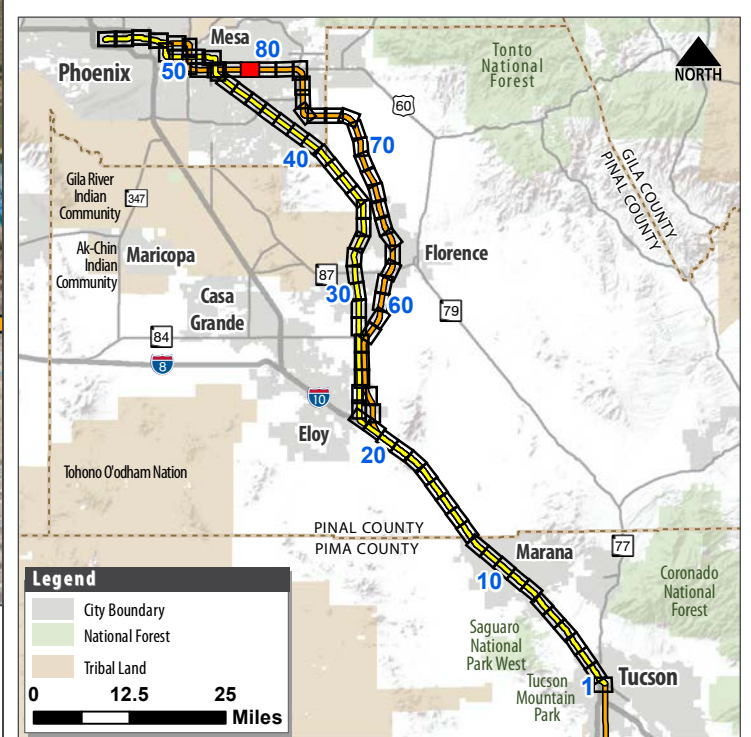 Mesa
80
Tonto
National
Forest
NORTH
Phoenix
50
60
70
40
GILA COUNTY
PINAL COUNTY
Gila River
Indian
Community
347
Ak-Chin
Indian
Community
Maricopa
Florence
87
30
60
Casa
Grande
79
84
8
10
Eloy
20
Tohono O'odham Nation
PINAL COUNTY
PIMA COUNTY
Marana
77
10
Coronado
National
Forest
Saguaro
National
Park West
Tucson
Mountain
Park
1
Tucson
Legend
City Boundary
National Forest
Tribal Land
0 12.5 25
Miles